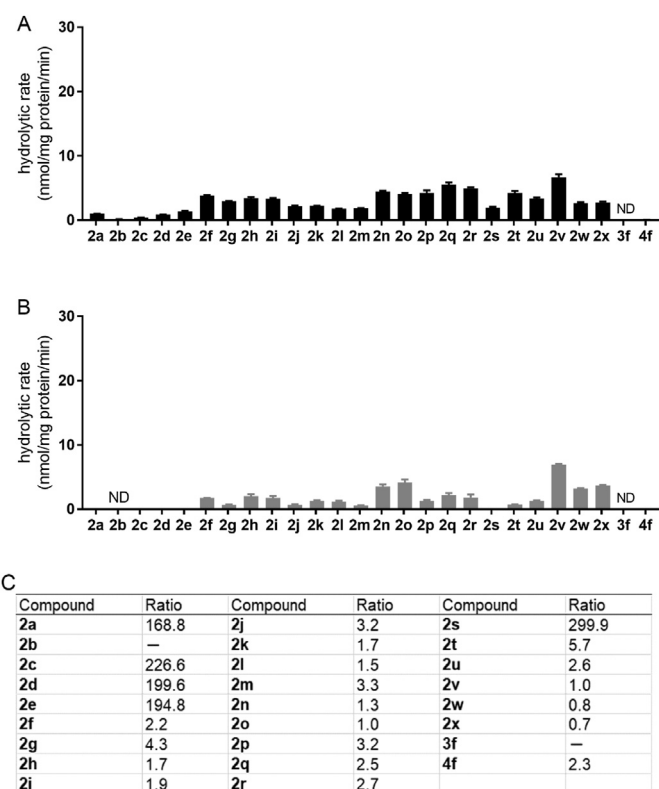 A
30
20
10
0
hydrolytic rate
(nmol/mg protein/min)
ND
2a 2b 2c 2d 2e 2f 2g 2h 2i 2j 2k 2l 2m 2n 2o 2p 2q 2r 2s 2t 2u 2v 2w 2x 3f 4f
B
30
20
10
0
hydrolytic rate
(nmol/mg protein/min)
ND
ND
2a 2b 2c 2d 2e 2f 2g 2h 2i 2j 2k 2l 2m 2n 2o 2p 2q 2r 2s 2t 2u 2v 2w 2x 3f 4f
C
Compound Ratio Compound Ratio Compound Ratio
2a 168.8 2j 3.2 2s 299.9
2b – 2k 1.7 2t 5.7
2c 226.6 2l 1.5 2u 2.6
2d 199.6 2m 3.3 2v 1.0
2e 194.8 2n 1.3 2w 0.8
2f 2.2 2o 1.0 2x 0.7
2g 4.3 2p 3.2 3f –
2h 1.7 2q 2.5 4f 2.3
2i 1.9 2r 2.7